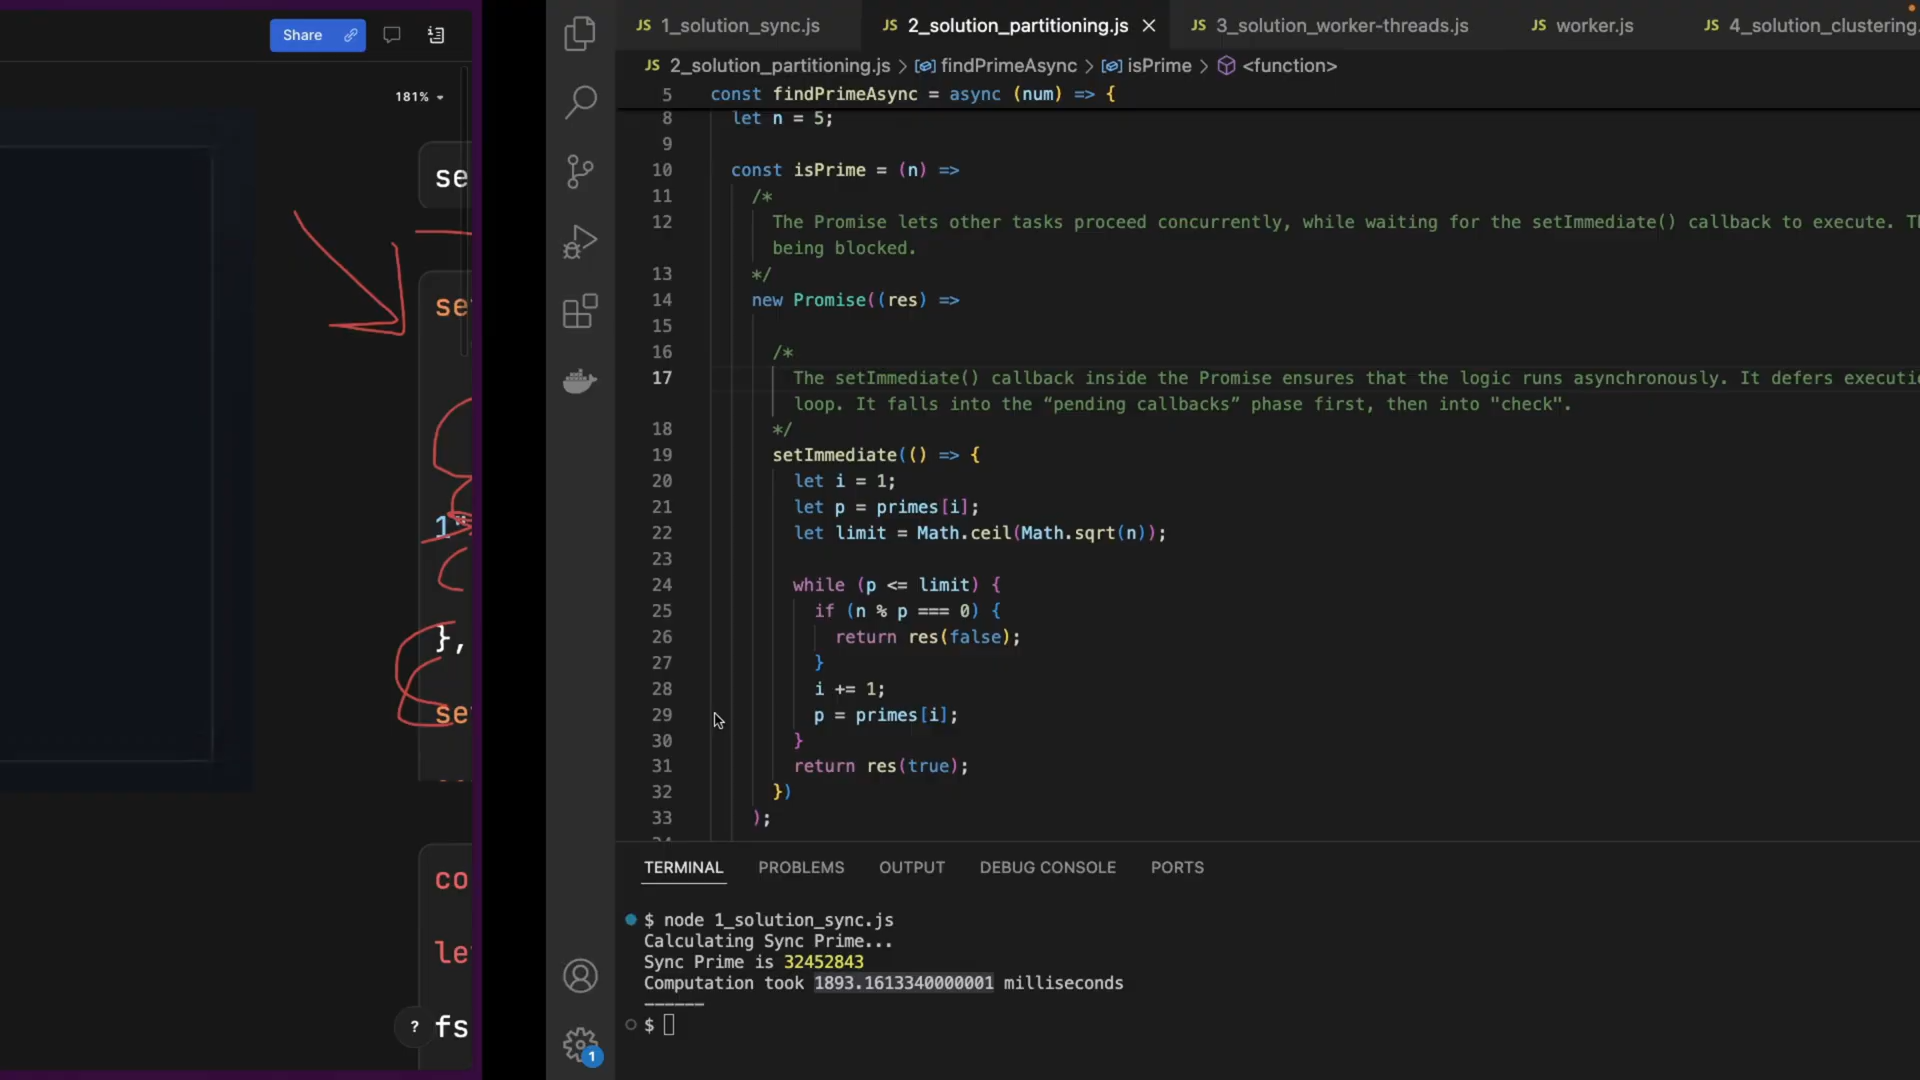 Share
181%
se
se
1"
},
se
co
le
fs
?
JS 1_solution_sync.js
JS 2_solution_partitioning.js
JS 3_solution_worker-threads.js
JS worker.js
JS 4_solution_clustering.
JS 2_solution_partitioning.js > findPrimeAsync > isPrime > <function>
5 const findPrimeAsync = async (num) => {
8 let n = 5;
9
10 const isPrime = (n) =>
11 /*
12 The Promise lets other tasks proceed concurrently, while waiting for the setImmediate() callback to execute.
being blocked.
13 */
14 new Promise((res) =>
15
16 /*
17 The setImmediate() callback inside the Promise ensures that the logic runs asynchronously. It defers executi
loop. It falls into the “pending callbacks” phase first, then into "check".
18 */
19 setImmediate(() => {
20 let i = 1;
21 let p = primes[i];
22 let limit = Math.ceil(Math.sqrt(n));
23
24 while (p <= limit) {
25 if (n % p === 0) {
26 return res(false);
27 }
28 i += 1;
29 p = primes[i];
30 }
31 return res(true);
32 })
33 );
TERMINAL PROBLEMS OUTPUT DEBUG CONSOLE PORTS
$ node 1_solution_sync.js
Calculating Sync Prime...
Sync Prime is 32452843
Computation took 1893.1613340000001 milliseconds
——————
$
1